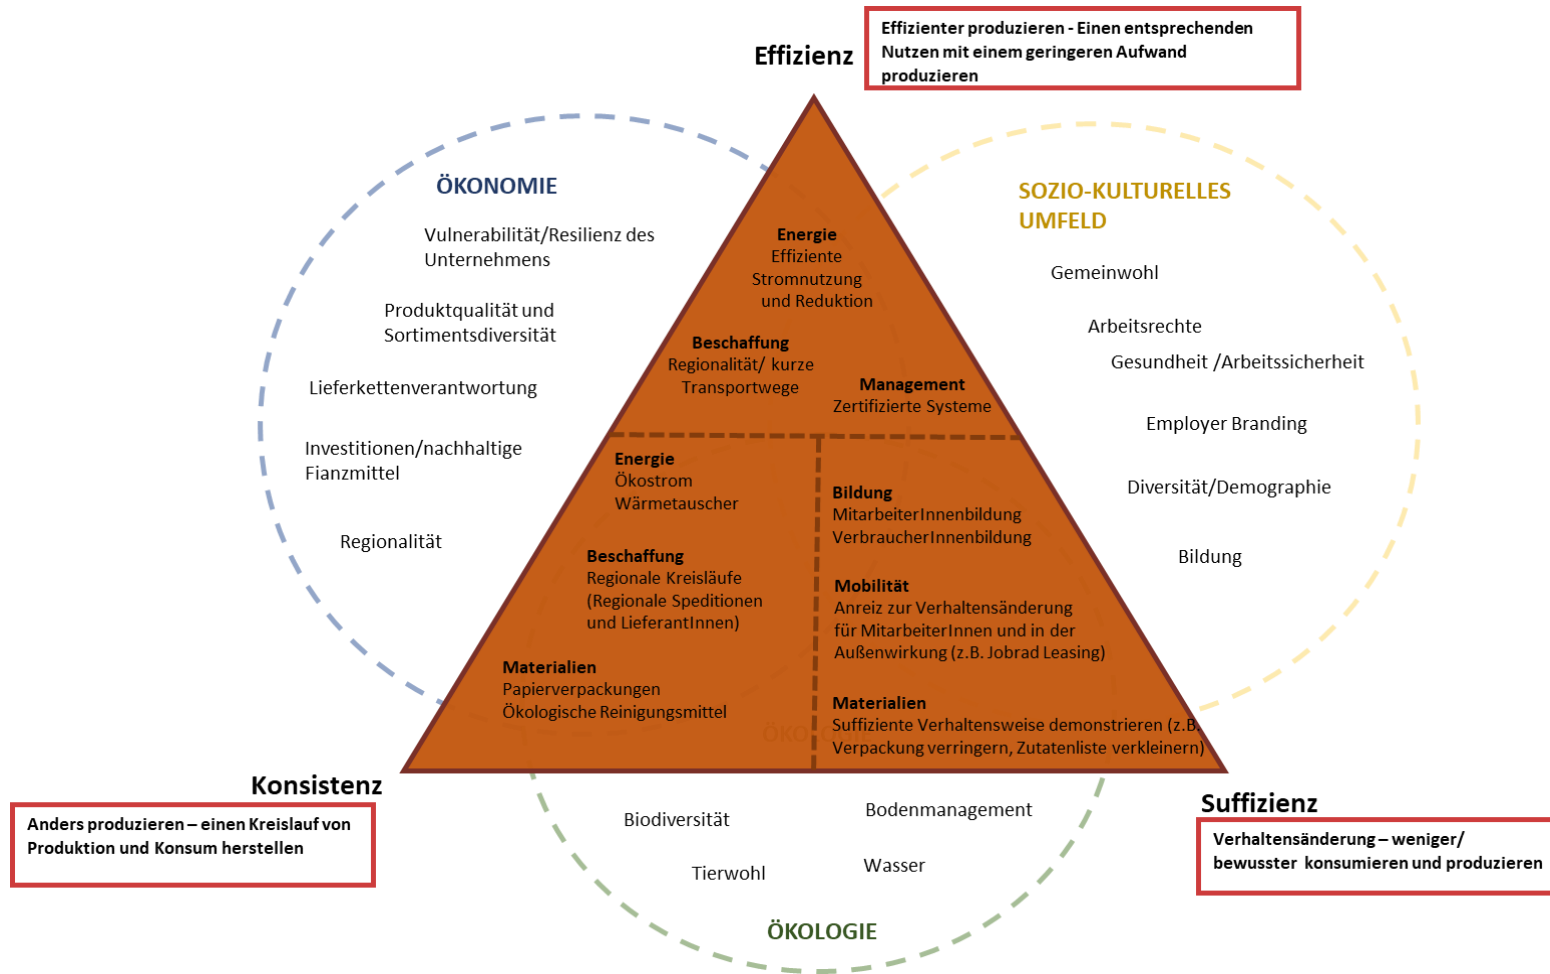 Effizienz
Effizienter produzieren - Einen entsprechenden
Nutzen mit einem geringeren Aufwand
produzieren
ÖKONOMIE
Vulnerabilität/Resilienz des
Unternehmens
Produktqualität und
Sortimentsdiversität
Lieferkettenverantwortung
Investitionen/nachhaltige
Fianzmittel
Regionalität
SOZIO-KULTURELLES
UMFELD
Gemeinwohl
Arbeitsrechte
Gesundheit /Arbeitssicherheit
Employer Branding
Diversität/Demographie
Bildung
Energie
Effiziente
Stromnutzung
und Reduktion
Beschaffung
Regionalität/ kurze
Transportwege
Management
Zertifizierte Systeme
Energie
Ökostrom
Wärmetauscher
Beschaffung
Regionale Kreisläufe
(Regionale Speditionen
und LieferantInnen)
Materialien
Papierverpackungen
Ökologische Reinigungsmittel
Bildung
MitarbeiterInnenbildung
VerbraucherInnenbildung
Mobilität
Anreiz zur Verhaltensänderung
für MitarbeiterInnen und in der
Außenwirkung (z.B. Jobrad Leasing)
Materialien
Suffiziente Verhaltensweise demonstrieren (z.B.
Verpackung verringern, Zutatenliste verkleinern)
ÖKOLOGIE
Konsistenz
Anders produzieren – einen Kreislauf von
Produktion und Konsum herstellen
Suffizienz
Verhaltensänderung – weniger/
bewusster konsumieren und produzieren
Biodiversität
Bodenmanagement
Tierwohl
Wasser
ÖKOLOGIE